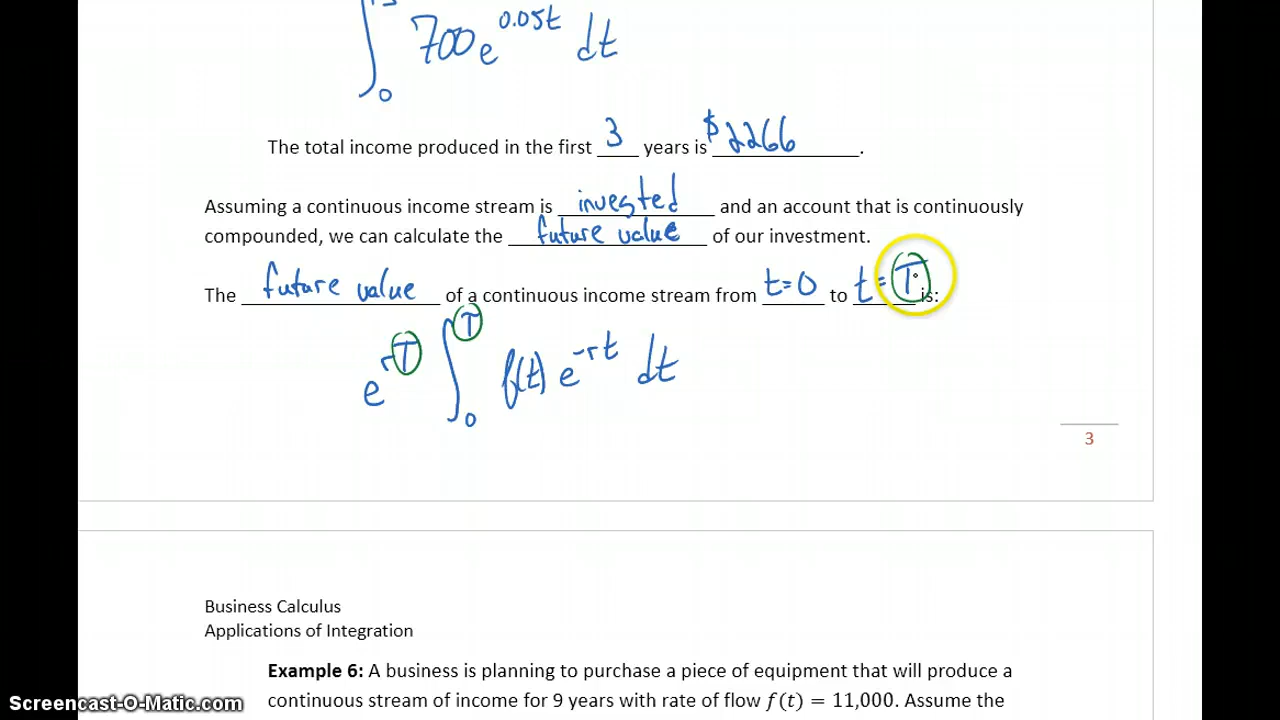 ∫₀ 700e^0.05t dt
The total income produced in the first 3 years is $2266.
Assuming a continuous income stream is invested and an account that is continuously
compounded, we can calculate the future value of our investment.
The future value of a continuous income stream from t=0 to t=T is:
e^rT ∫₀^T f(t) e^-rt dt
3
Business Calculus
Applications of Integration
Example 6: A business is planning to purchase a piece of equipment that will produce a
continuous stream of income for 9 years with rate of flow f(t) = 11,000. Assume the
Screencast-O-Matic.com